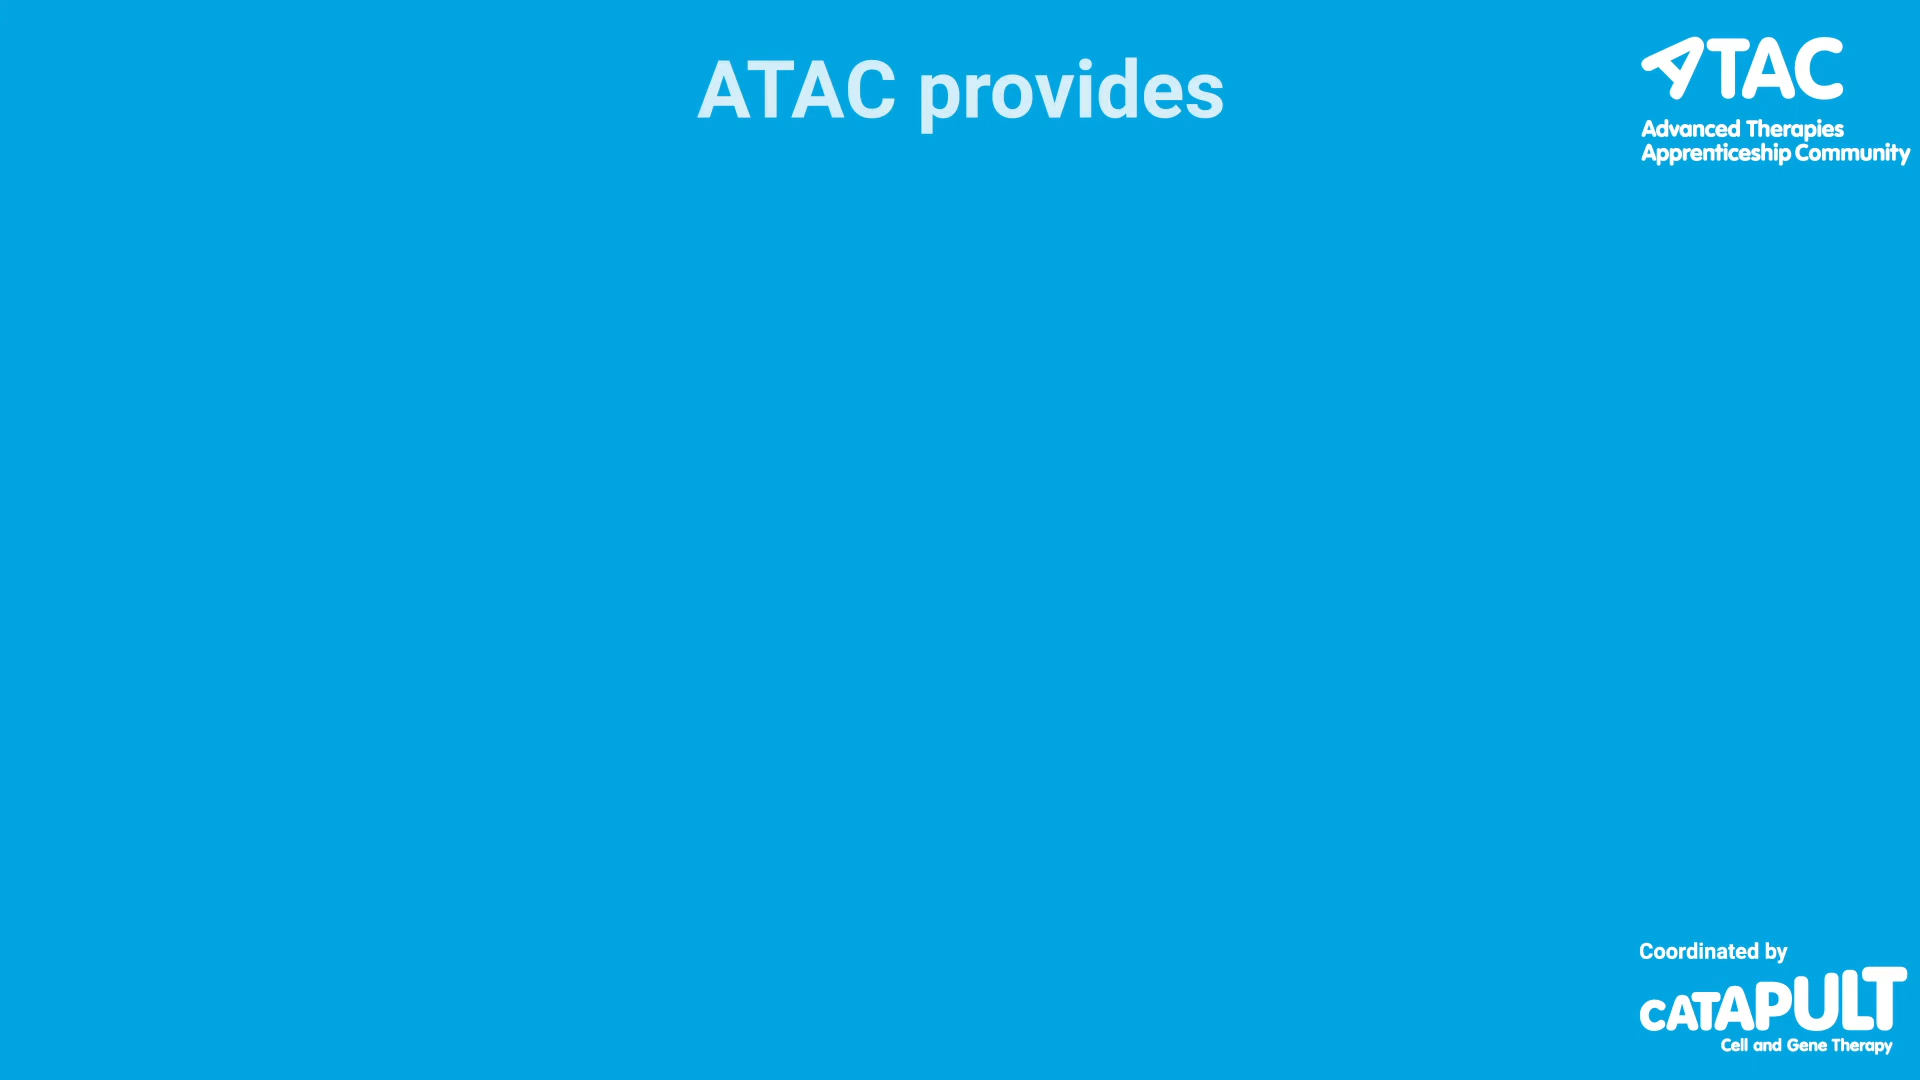 ATAC provides
ATAC
Advanced Therapies
Apprenticeship Community
Coordinated by
CATAPULT
Cell and Gene Therapy